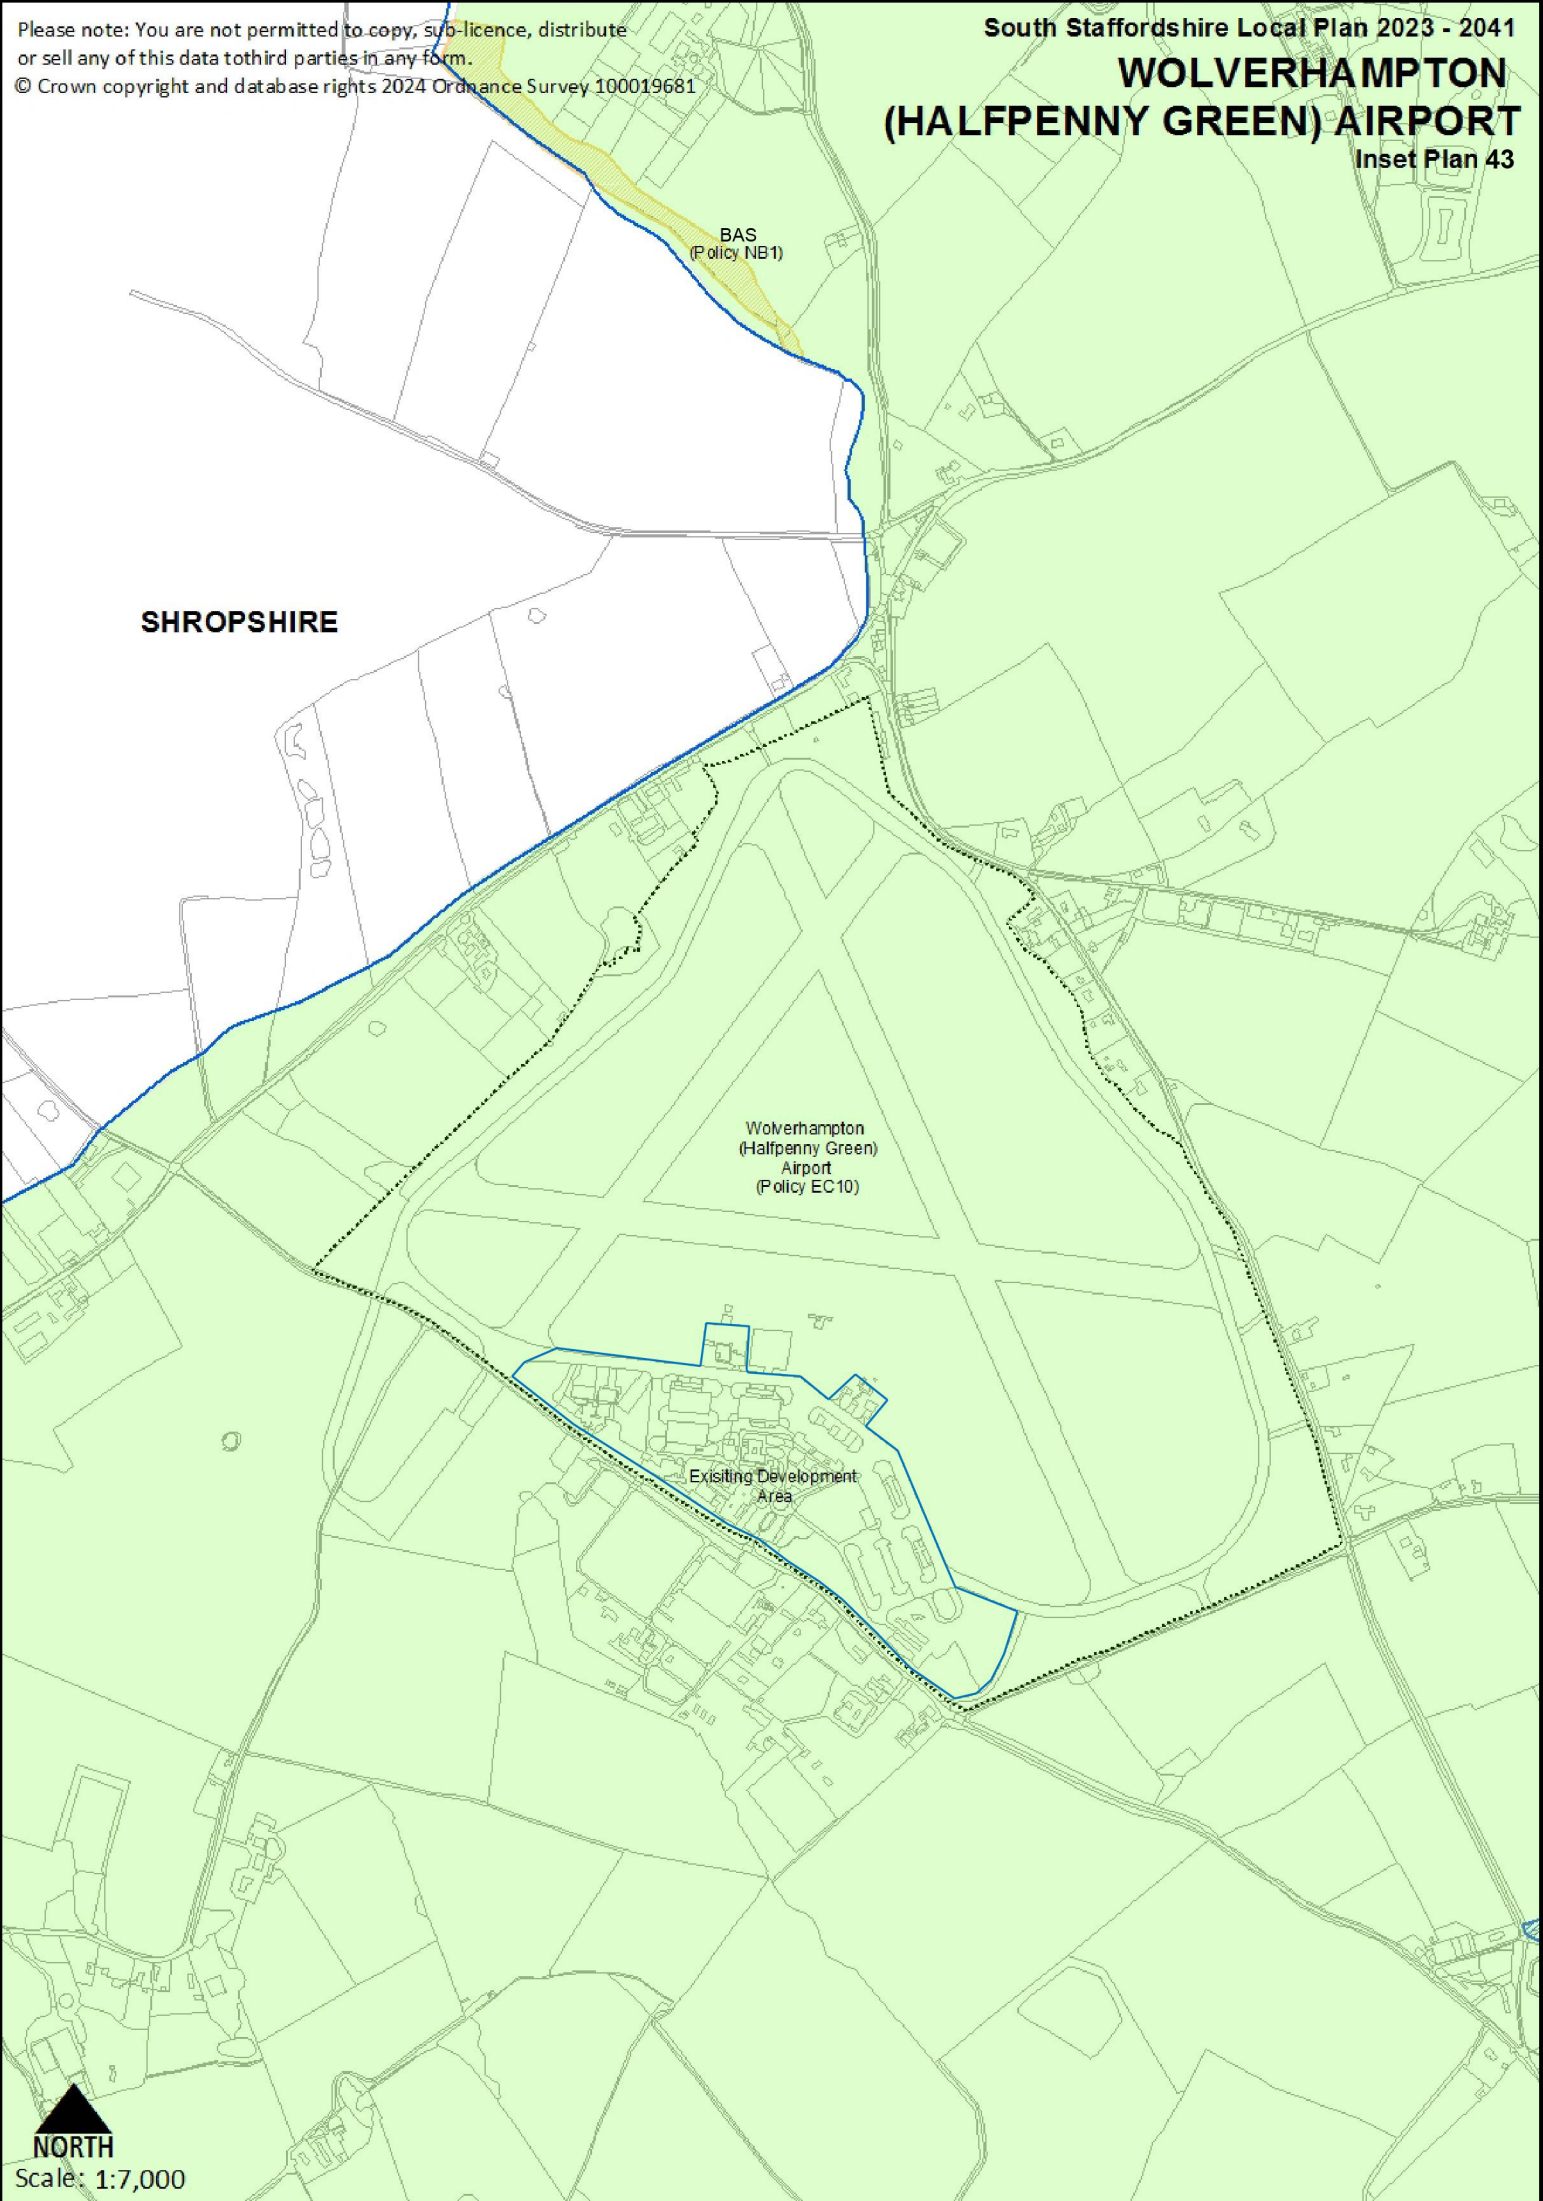 Please note: You are not permitted to copy, sub-licence, distribute
or sell any of this data tothird parties in any form.
© Crown copyright and database rights 2024 Ordnance Survey 100019681
South Staffordshire Local Plan 2023 - 2041
WOLVERHAMPTON
(HALFPENNY GREEN) AIRPORT
Inset Plan 43
BAS
(Policy NB1)
SHROPSHIRE
Wolverhampton
(Halfpenny Green)
Airport
(Policy EC10)
Exisiting Development
Area
NORTH
Scale: 1:7,000